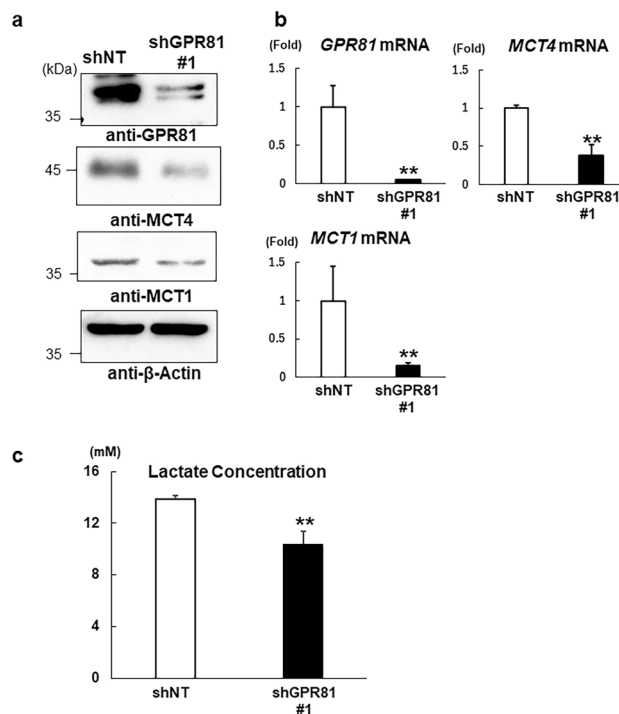 a
shNT
shGPR81
#1
(kDa)
35
anti-GPR81
45
anti-MCT4
35
anti-MCT1
35
anti-β-Actin
b
(Fold)
GPR81 mRNA
1.5
1
0.5
0
**
shNT
shGPR81
#1
(Fold)
MCT4 mRNA
1.5
1
0.5
0
**
shNT
shGPR81
#1
(Fold)
MCT1 mRNA
1.5
1
0.5
0
**
shNT
shGPR81
#1
c
(mM)
Lactate Concentration
16
12
8
4
0
**
shNT
shGPR81
#1